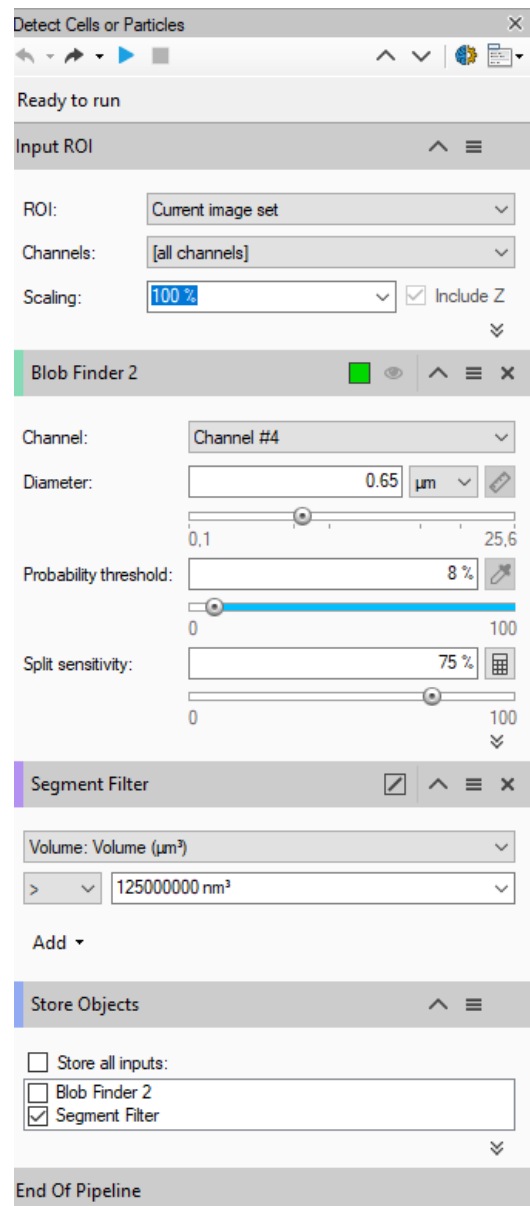 Detect Cells or Particles
Ready to run
Input ROI
ROI: Current image set
Channels: [all channels]
Scaling: 100 % Include Z
Blob Finder 2
Channel: Channel #4
Diameter: 0.65 μm
0,1 25,6
Probability threshold: 8 %
0 100
Split sensitivity: 75 %
0 100
Segment Filter
Volume: Volume (μm³)
> 125000000 nm³
Add
Store Objects
Store all inputs:
Blob Finder 2
Segment Filter
End Of Pipeline